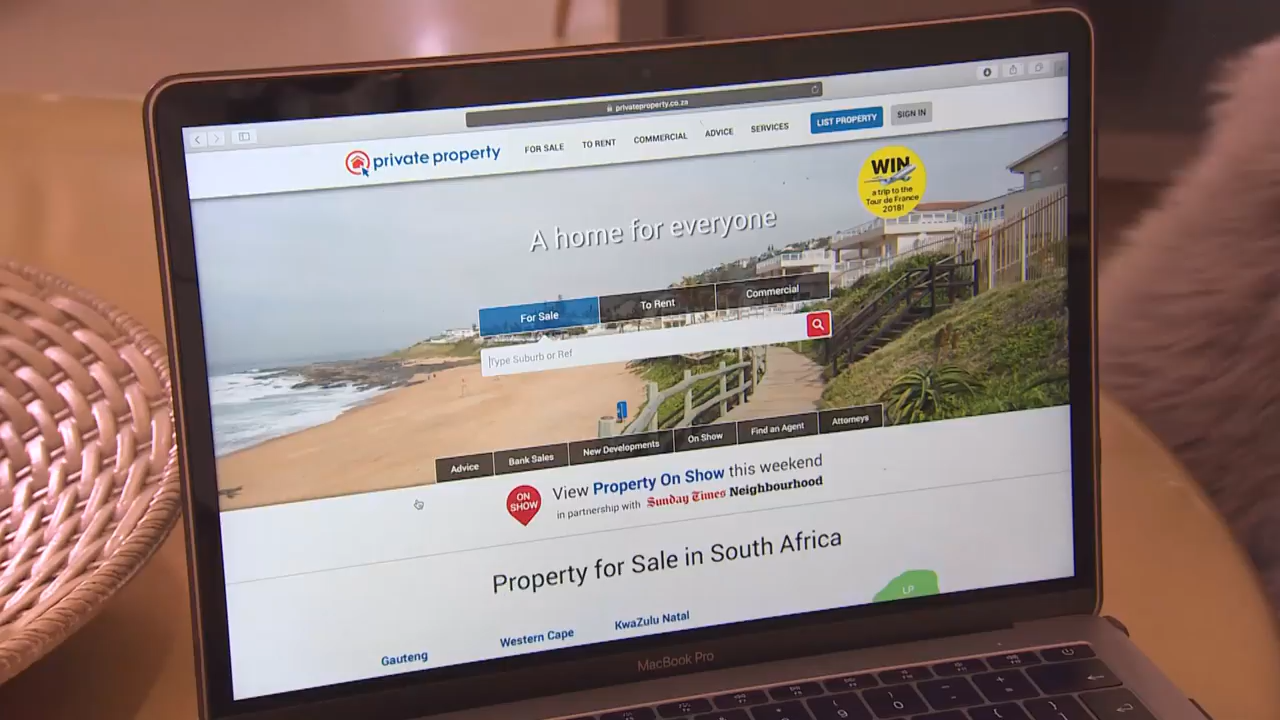 privateproperty.co.za
private property
FOR SALE
TO RENT
COMMERCIAL
ADVICE
SERVICES
LIST PROPERTY
SIGN IN
WIN
a trip to the
Tour de France
2018!
A home for everyone
For Sale
To Rent
Commercial
Type Suburb or Ref
Advice
Bank Sales
New Developments
On Show
Find an Agent
Attorneys
ON
SHOW
View Property On Show this weekend
in partnership with Sunday Times Neighbourhood
Property for Sale in South Africa
LP
Gauteng
Western Cape
KwaZulu Natal
MacBook Pro